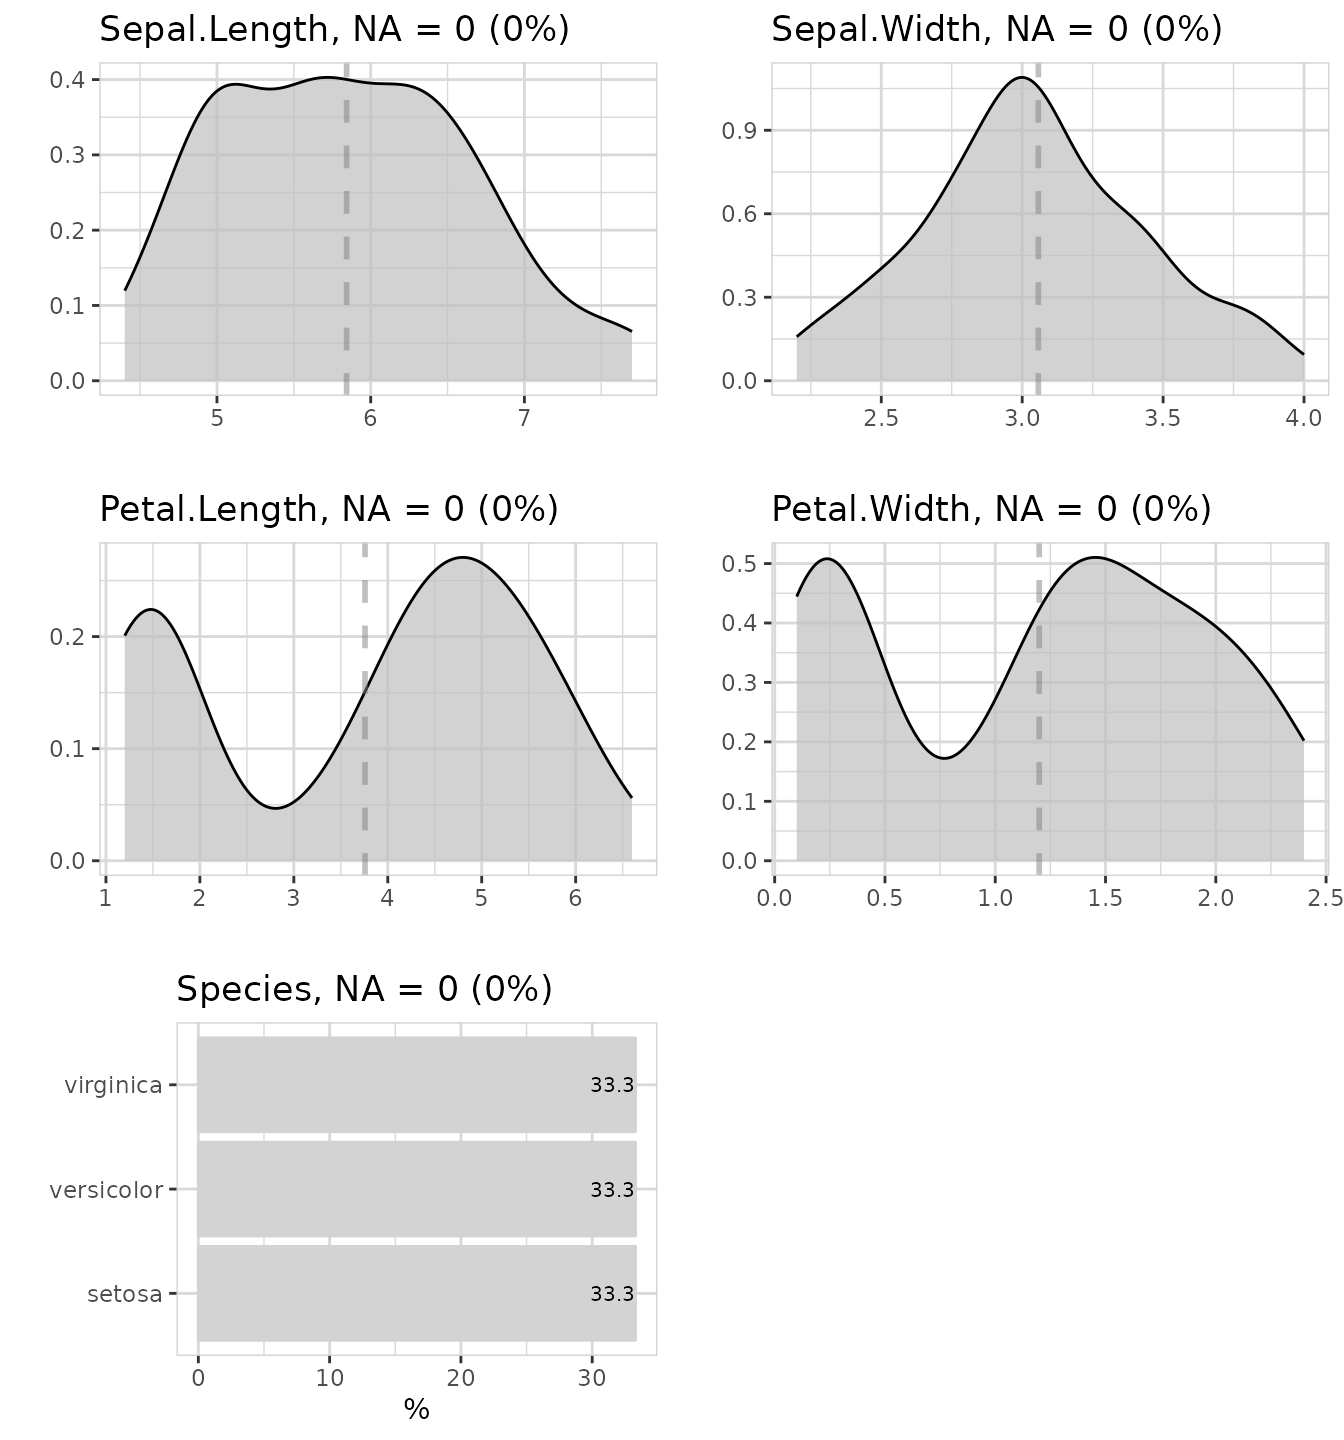 Sepal.Length, NA = 0 (0%)
0.4
0.3
0.2
0.1
0.0
5 6 7
Sepal.Width, NA = 0 (0%)
0.9
0.6
0.3
0.0
2.5 3.0 3.5 4.0
Petal.Length, NA = 0 (0%)
0.2
0.1
0.0
1 2 3 4 5 6
Petal.Width, NA = 0 (0%)
0.5
0.4
0.3
0.2
0.1
0.0
0.0 0.5 1.0 1.5 2.0 2.5
Species, NA = 0 (0%)
virginica 33.3
versicolor 33.3
setosa 33.3
0 10 20 30
%